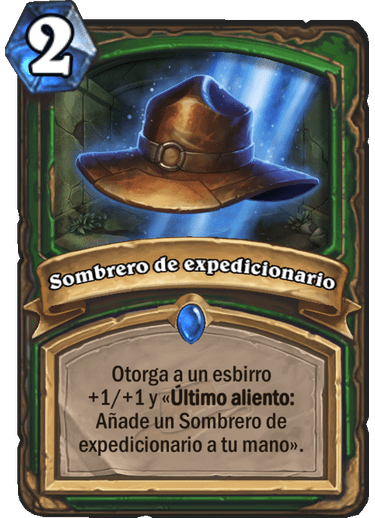 2
Sombrero de expedicionario
Otorga a un esbirro
+1/+1 y «Último aliento:
Añade un Sombrero de
expedicionario a tu mano».